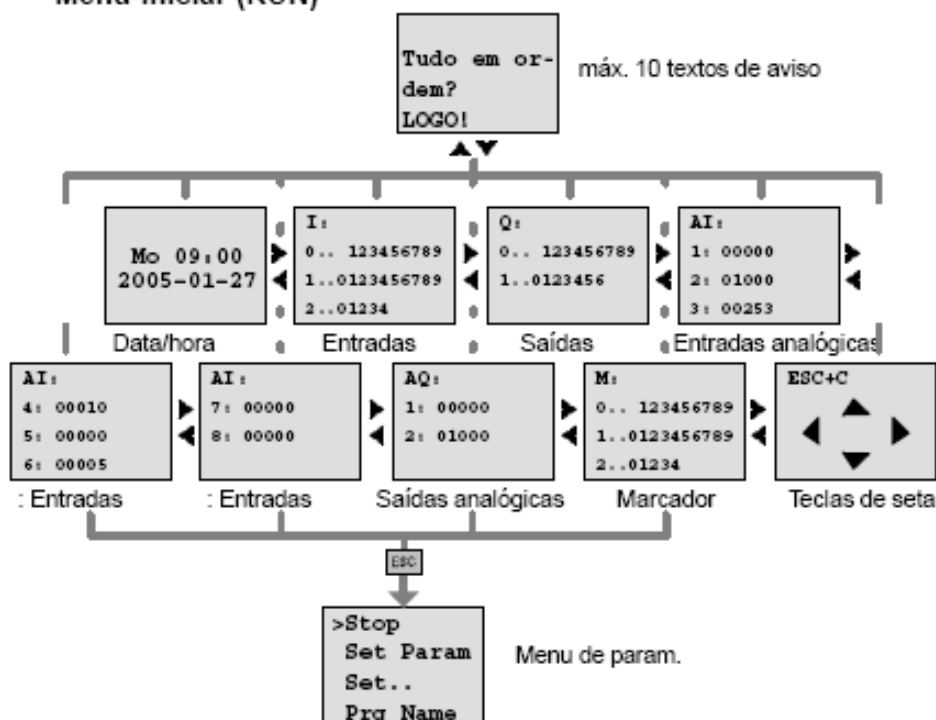 Menu inicial (RUN)
Tudo em or-
dem?
LOGO!
máx. 10 textos de aviso
Mo 09:00
2005-01-27
Data/hora
I:
0.. 123456789
1..0123456789
2..01234
Entradas
Q:
0.. 123456789
1..0123456
Saídas
AI:
1: 00000
2: 01000
3: 00253
Entradas analógicas
AI:
4: 00010
5: 00000
6: 00005
: Entradas
AI:
7: 00000
8: 00000
: Entradas
AQ:
1: 00000
2: 01000
Saídas analógicas
M:
0.. 123456789
1..0123456789
2..01234
Marcador
ESC+C
Teclas de seta
ESC
>Stop
Set Param
Set..
Prg Name
Menu de param.